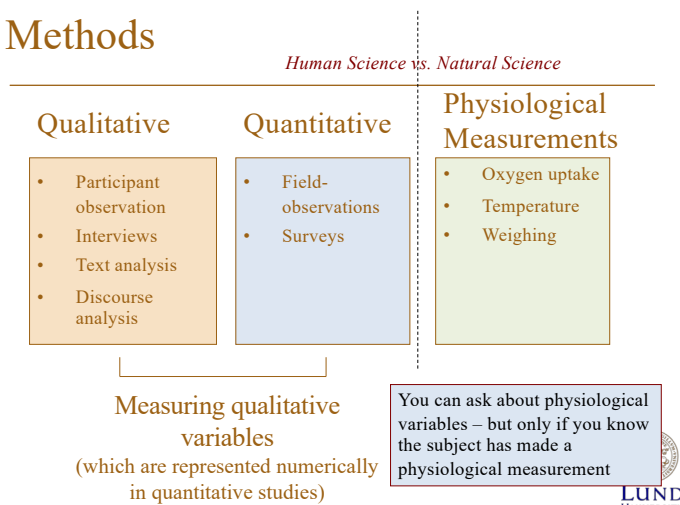 Methods
Human Science vs. Natural Science
Qualitative
• Participant
observation
• Interviews
• Text analysis
• Discourse
analysis
Quantitative
• Field-
observations
• Surveys
Physiological
Measurements
• Oxygen uptake
• Temperature
• Weighing
Measuring qualitative
variables
(which are represented numerically
in quantitative studies)
You can ask about physiological
variables – but only if you know
the subject has made a
physiological measurement
LUND